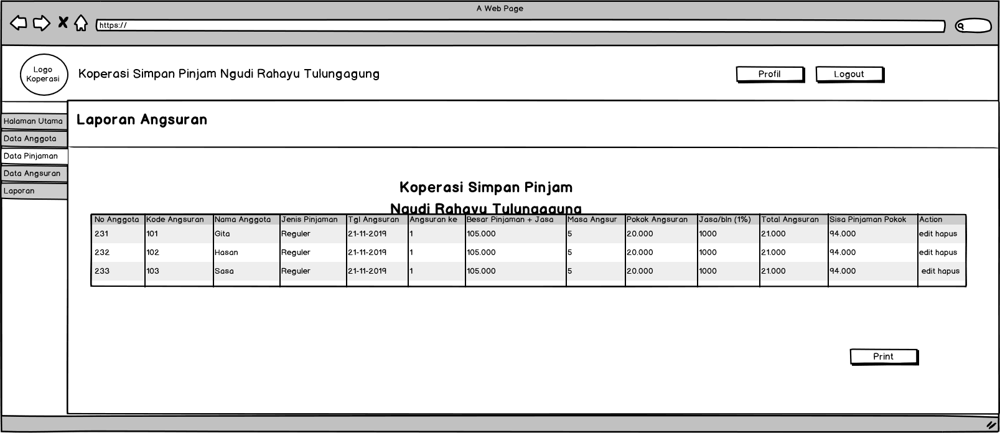 A Web Page
https://
Logo
Koperasi
Koperasi Simpan Pinjam Ngudi Rahayu Tulungagung
Profil
Logout
Halaman Utama
Data Anggota
Data Pinjaman
Data Angsuran
Laporan
Laporan Angsuran
Koperasi Simpan Pinjam
Ngudi Rahayu Tulungagung
No Anggota Kode Angsuran Nama Anggota Jenis Pinjaman Tgl Angsuran Angsuran ke Besar Pinjaman + Jasa Masa Angsur Pokok Angsuran Jasa/bln (1%) Total Angsuran Sisa Pinjaman Pokok Action
231 101 Gita Reguler 21-11-2019 1 105.000 5 20.000 1000 21.000 94.000 edit hapus
232 102 Hasan Reguler 21-11-2019 1 105.000 5 20.000 1000 21.000 94.000 edit hapus
233 103 Sasa Reguler 21-11-2019 1 105.000 5 20.000 1000 21.000 94.000 edit hapus
Print